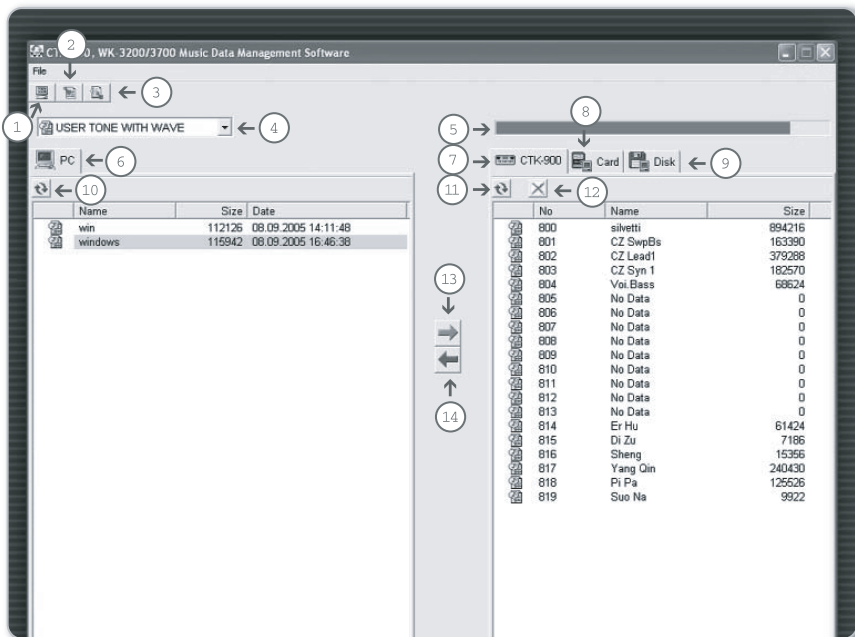 2
, WK-3200/3700 Music Data Management Software
File
3
8
1
USER TONE WITH WAVE
4
5
PC
6
7
CTK-900
Card
Disk
9
10
11
12
Name Size Date
win 112126 08.09.2005 14:11:48
windows 115942 08.09.2005 16:46:38
13
14
No Name Size
800 silvetti 894216
801 CZ SwpBs 163390
802 CZ Lead1 379288
803 CZ Syn 1 182570
804 Voi.Bass 68624
805 No Data 0
806 No Data 0
807 No Data 0
808 No Data 0
809 No Data 0
810 No Data 0
811 No Data 0
812 No Data 0
813 No Data 0
814 Er Hu 61424
815 Di Zu 7186
816 Sheng 15356
817 Yang Qin 240430
818 Pi Pa 125526
819 Suo Na 9922